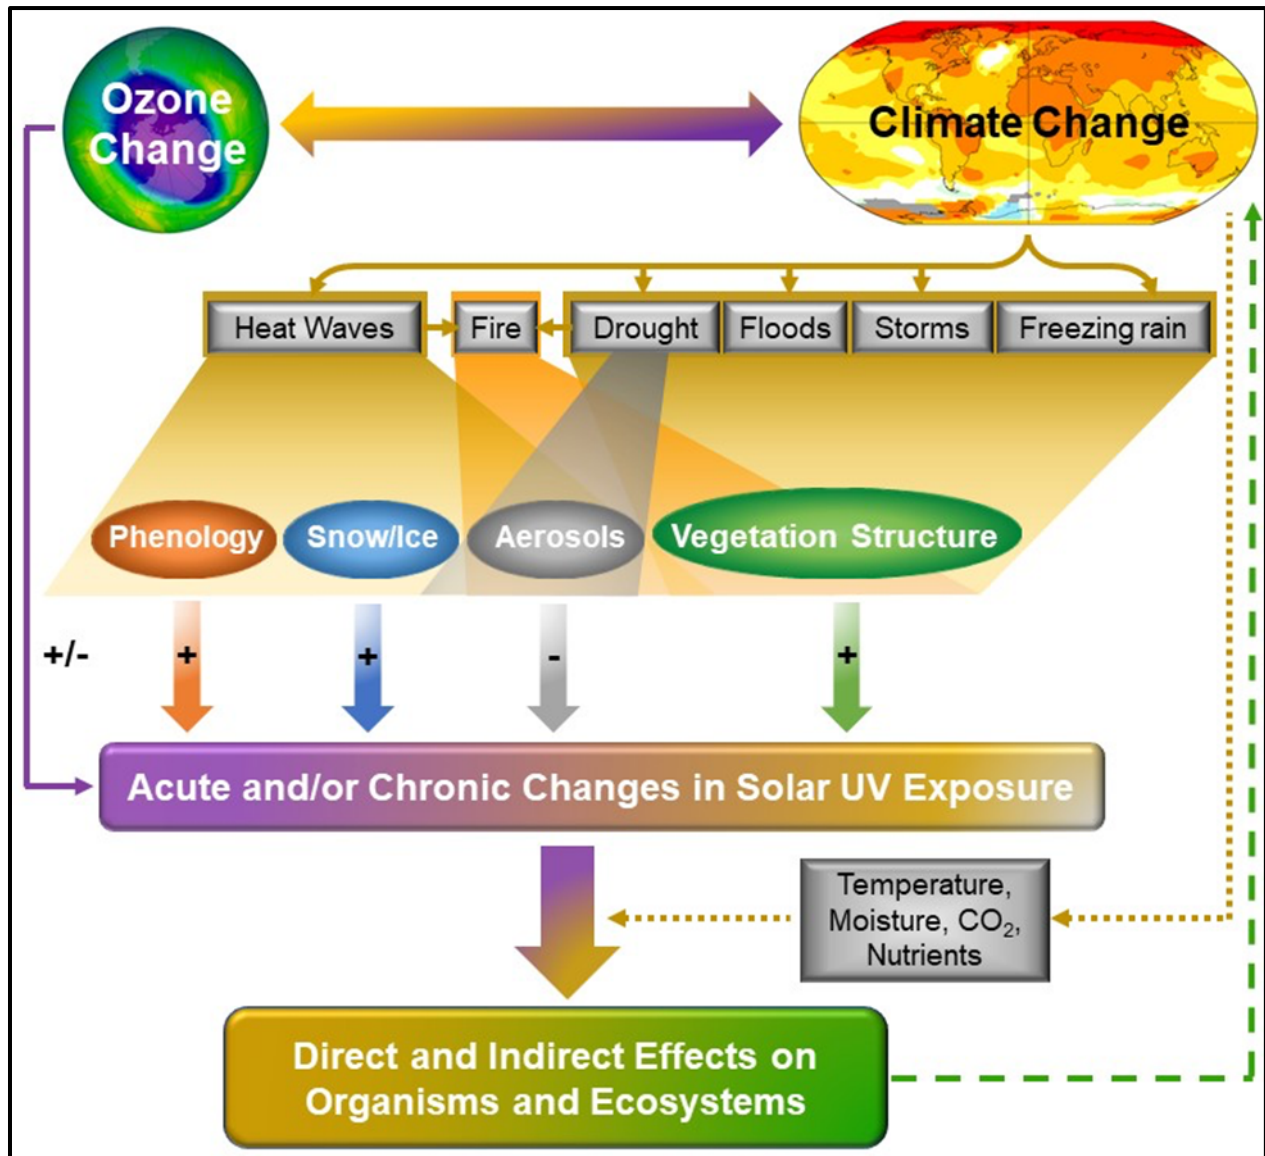 Ozone
Change
Climate Change
Heat Waves
Fire
Drought
Floods
Storms
Freezing rain
Phenology
Snow/Ice
Aerosols
Vegetation Structure
+/-
+
+
-
+
Acute and/or Chronic Changes in Solar UV Exposure
Temperature,
Moisture, CO₂,
Nutrients
Direct and Indirect Effects on
Organisms and Ecosystems